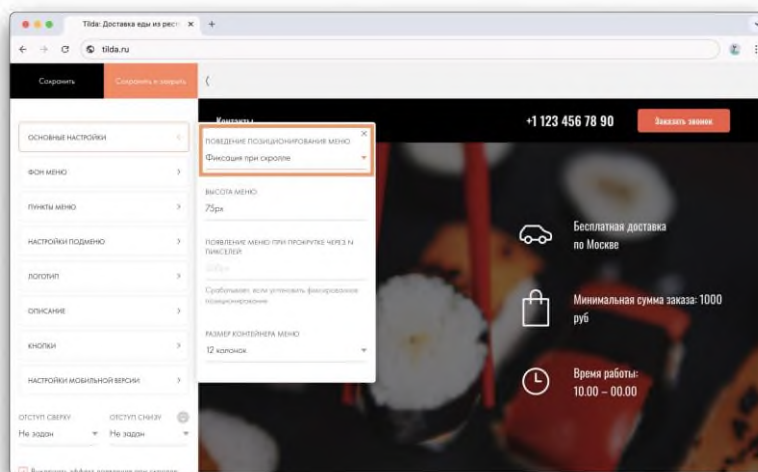 Tilda: Доставка еды из рест
tilda.ru
Сохранить
Сохранить и закрыть
Контакты
+1 123 456 78 90
Заказать звонок
ОСНОВНЫЕ НАСТРОЙКИ
ФОН МЕНЮ
ПУНКТЫ МЕНЮ
НАСТРОЙКИ ПОДМЕНЮ
ЛОГОТИП
ОПИСАНИЕ
КНОПКИ
НАСТРОЙКИ МОБИЛЬНОЙ ВЕРСИИ
ОТСТУП СВЕРХУ
Не задан
ОТСТУП СНИЗУ
Не задан
ПОВЕДЕНИЕ ПОЗИЦИОНИРОВАНИЯ МЕНЮ
Фиксация при скролле
ВЫСОТА МЕНЮ
75px
ПОЯВЛЕНИЕ МЕНЮ ПРИ ПРОКРУТКЕ ЧЕРЕЗ N
ПИКСЕЛЕЙ
Срабатывает, если установить фиксированное
позиционирование
РАЗМЕР КОНТЕЙНЕРА МЕНЮ
12 колонок
Бесплатная доставка
по Москве
Минимальная сумма заказа: 1000
руб
Время работы:
10.00 – 00.00